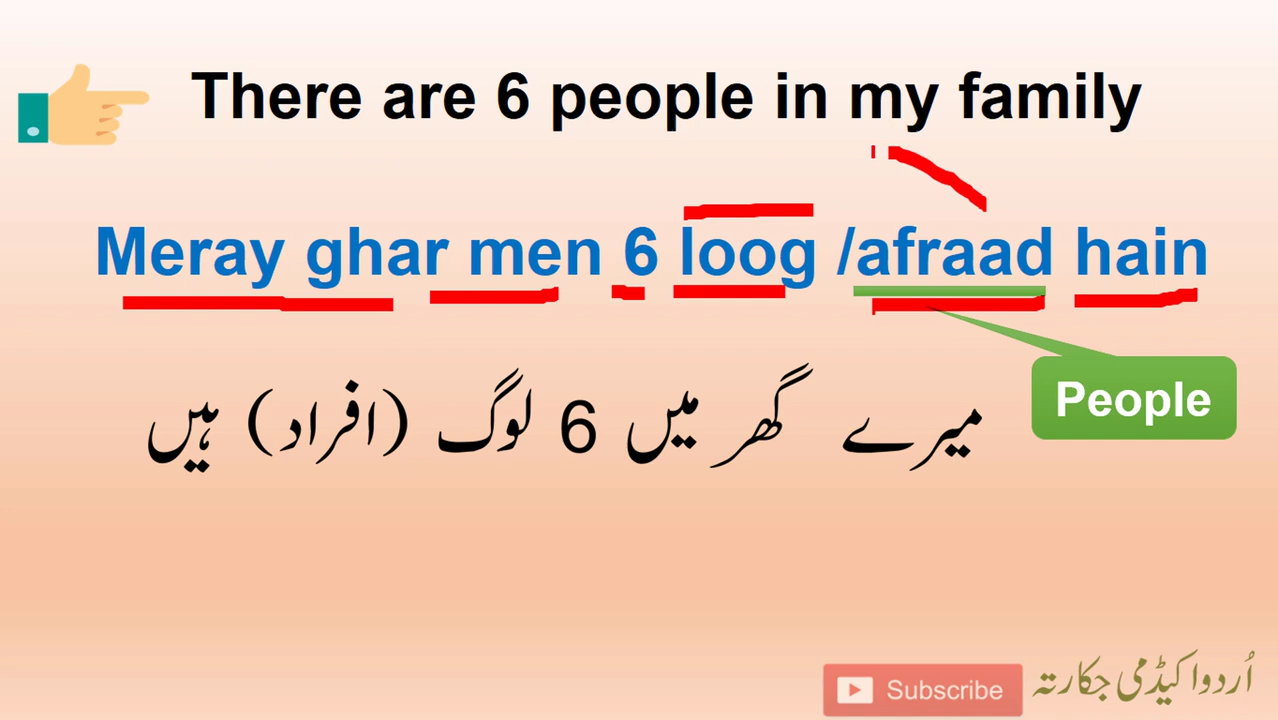 There are 6 people in my family
Meray ghar men 6 loog /afraad hain
People
میرے گھر میں 6 لوگ (افراد) ہیں
Subscribe
اُردو اکیڈمی جکارتہ